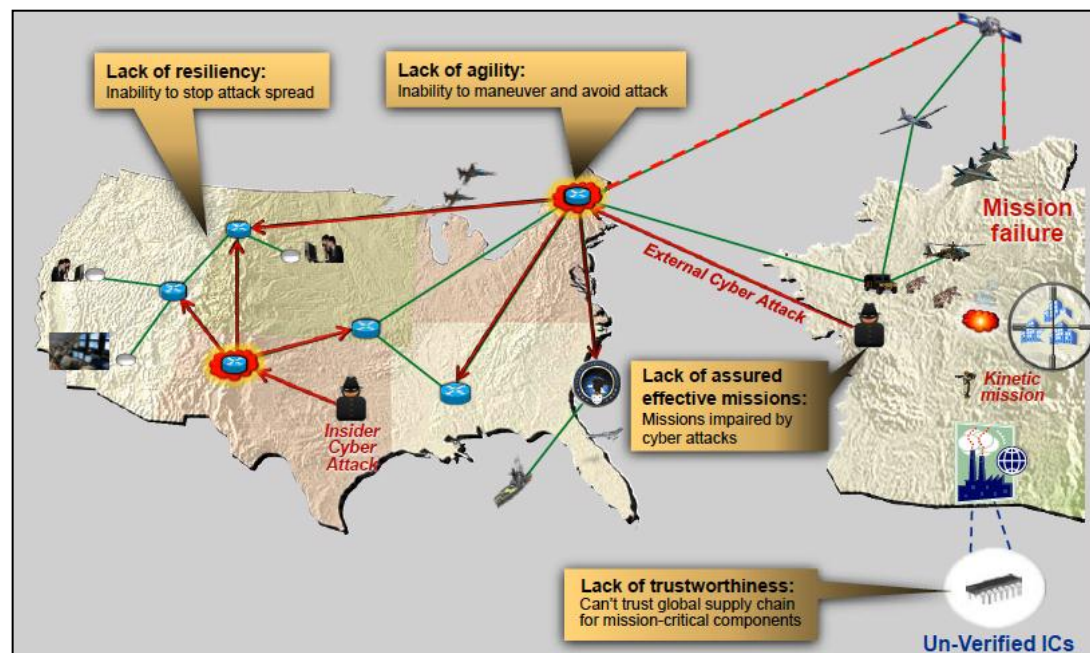 Lack of resiliency:
Inability to stop attack spread
Lack of agility:
Inability to maneuver and avoid attack
Mission
failure
External Cyber Attack
Lack of assured
effective missions:
Missions impaired by
cyber attacks
Kinetic
mission
Insider
Cyber
Attack
Lack of trustworthiness:
Can't trust global supply chain
for mission-critical components
Un-Verified ICs